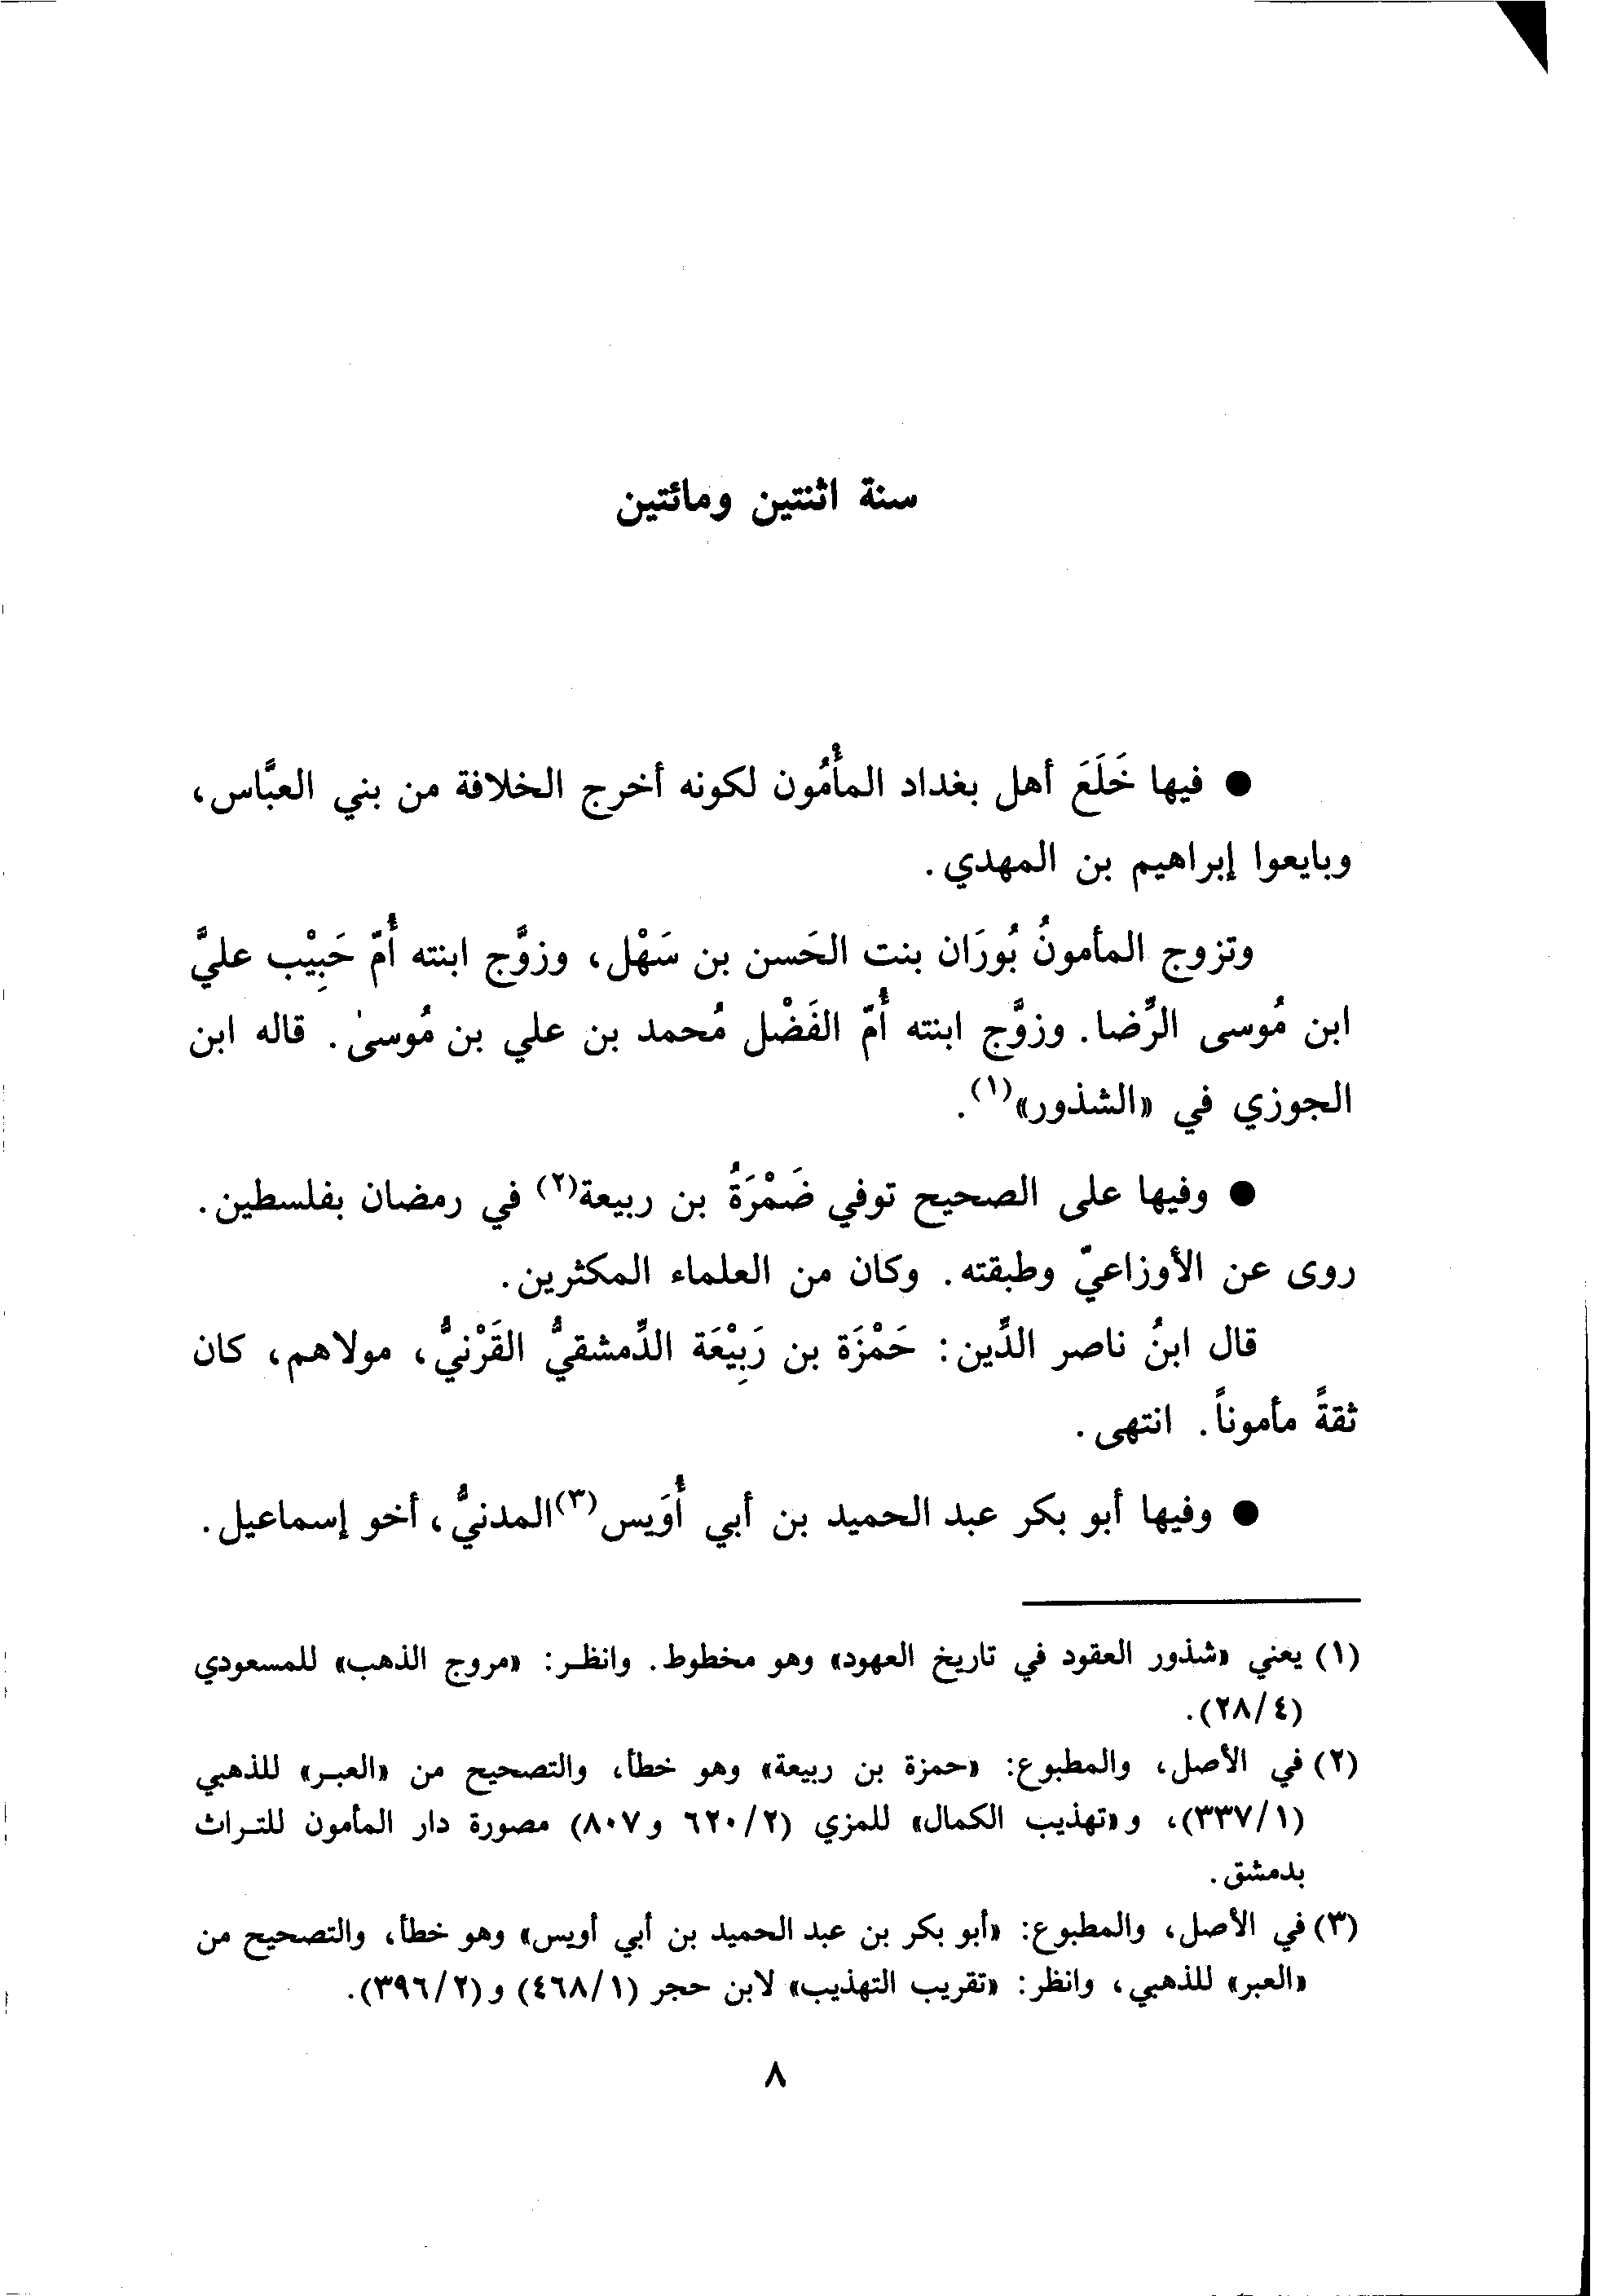 سنة اثنتين ومائتين
● فيها خَلَعَ أهل بغداد المأْمُون لكونه أخرج الخلافة من بني العبَّاس،
وبايعوا إبراهيم بن المهدي.
وتزوج المأمونُ بُورَان بنت الحَسن بن سَهْل، وزوَّج ابنته أُمّ حَبِيْب عليَّ
ابن مُوسى الرِّضا. وزوَّج ابنته أُمّ الفَضْل مُحمد بن علي بن مُوسىٰ. قاله ابن
الجوزي في «الشذور»(١).
● وفيها على الصحيح توفي ضَمْرَةُ بن ربيعة(٢) في رمضان بفلسطين.
روى عن الأوزاعيّ وطبقته. وكان من العلماء المكثرين.
قال ابنُ ناصر الدِّين: حَمْزَة بن رَبِيْعَة الدِّمشقيُّ القَرْنيُّ، مولاهم، كان
ثقةً مأموناً. انتهى.
● وفيها أبو بكر عبد الحميد بن أبي أُوَيس(٣) المدنيُّ، أخو إسماعيل.
(١) يعني «شذور العقود في تاريخ العهود» وهو مخطوط. وانظر: «مروج الذهب» للمسعودي
(٢٨/٤).
(٢) في الأصل، والمطبوع: «حمزة بن ربيعة» وهو خطأ، والتصحيح من «العبر» للذهبي
(٣٣٧/١)، و«تهذيب الكمال» للمزي (٦٢٠/٢ و٨٠٧) مصورة دار المأمون للتراث
بدمشق.
(٣) في الأصل، والمطبوع: «أبو بكر بن عبد الحميد بن أبي أويس» وهو خطأ، والتصحيح من
«العبر» للذهبي، وانظر: «تقريب التهذيب» لابن حجر (٤٦٨/١) و(٣٩٦/٢).
٨